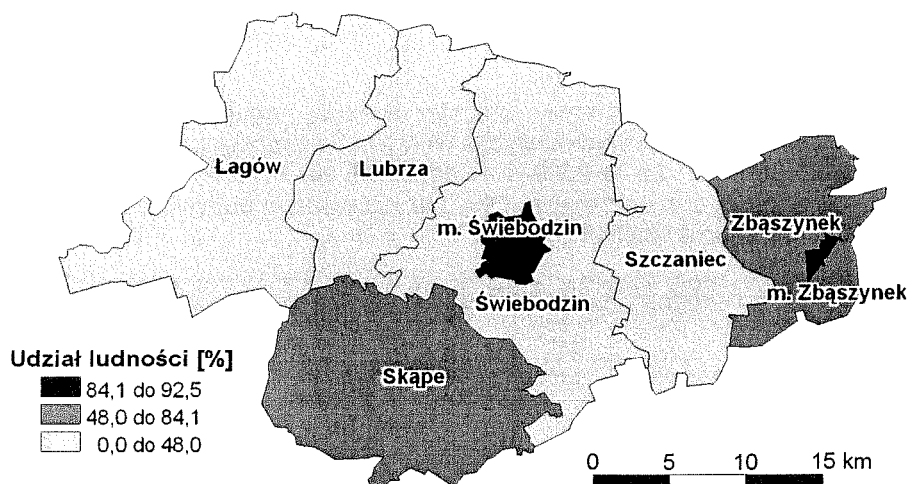 Łagów
Lubrza
m. Świebodzin
Świebodzin
Szczaniec
Zbąszynek
m. Zbąszynek
Skąpe
Udział ludności [%]
84,1 do 92,5
48,0 do 84,1
0,0 do 48,0
0 5 10 15 km